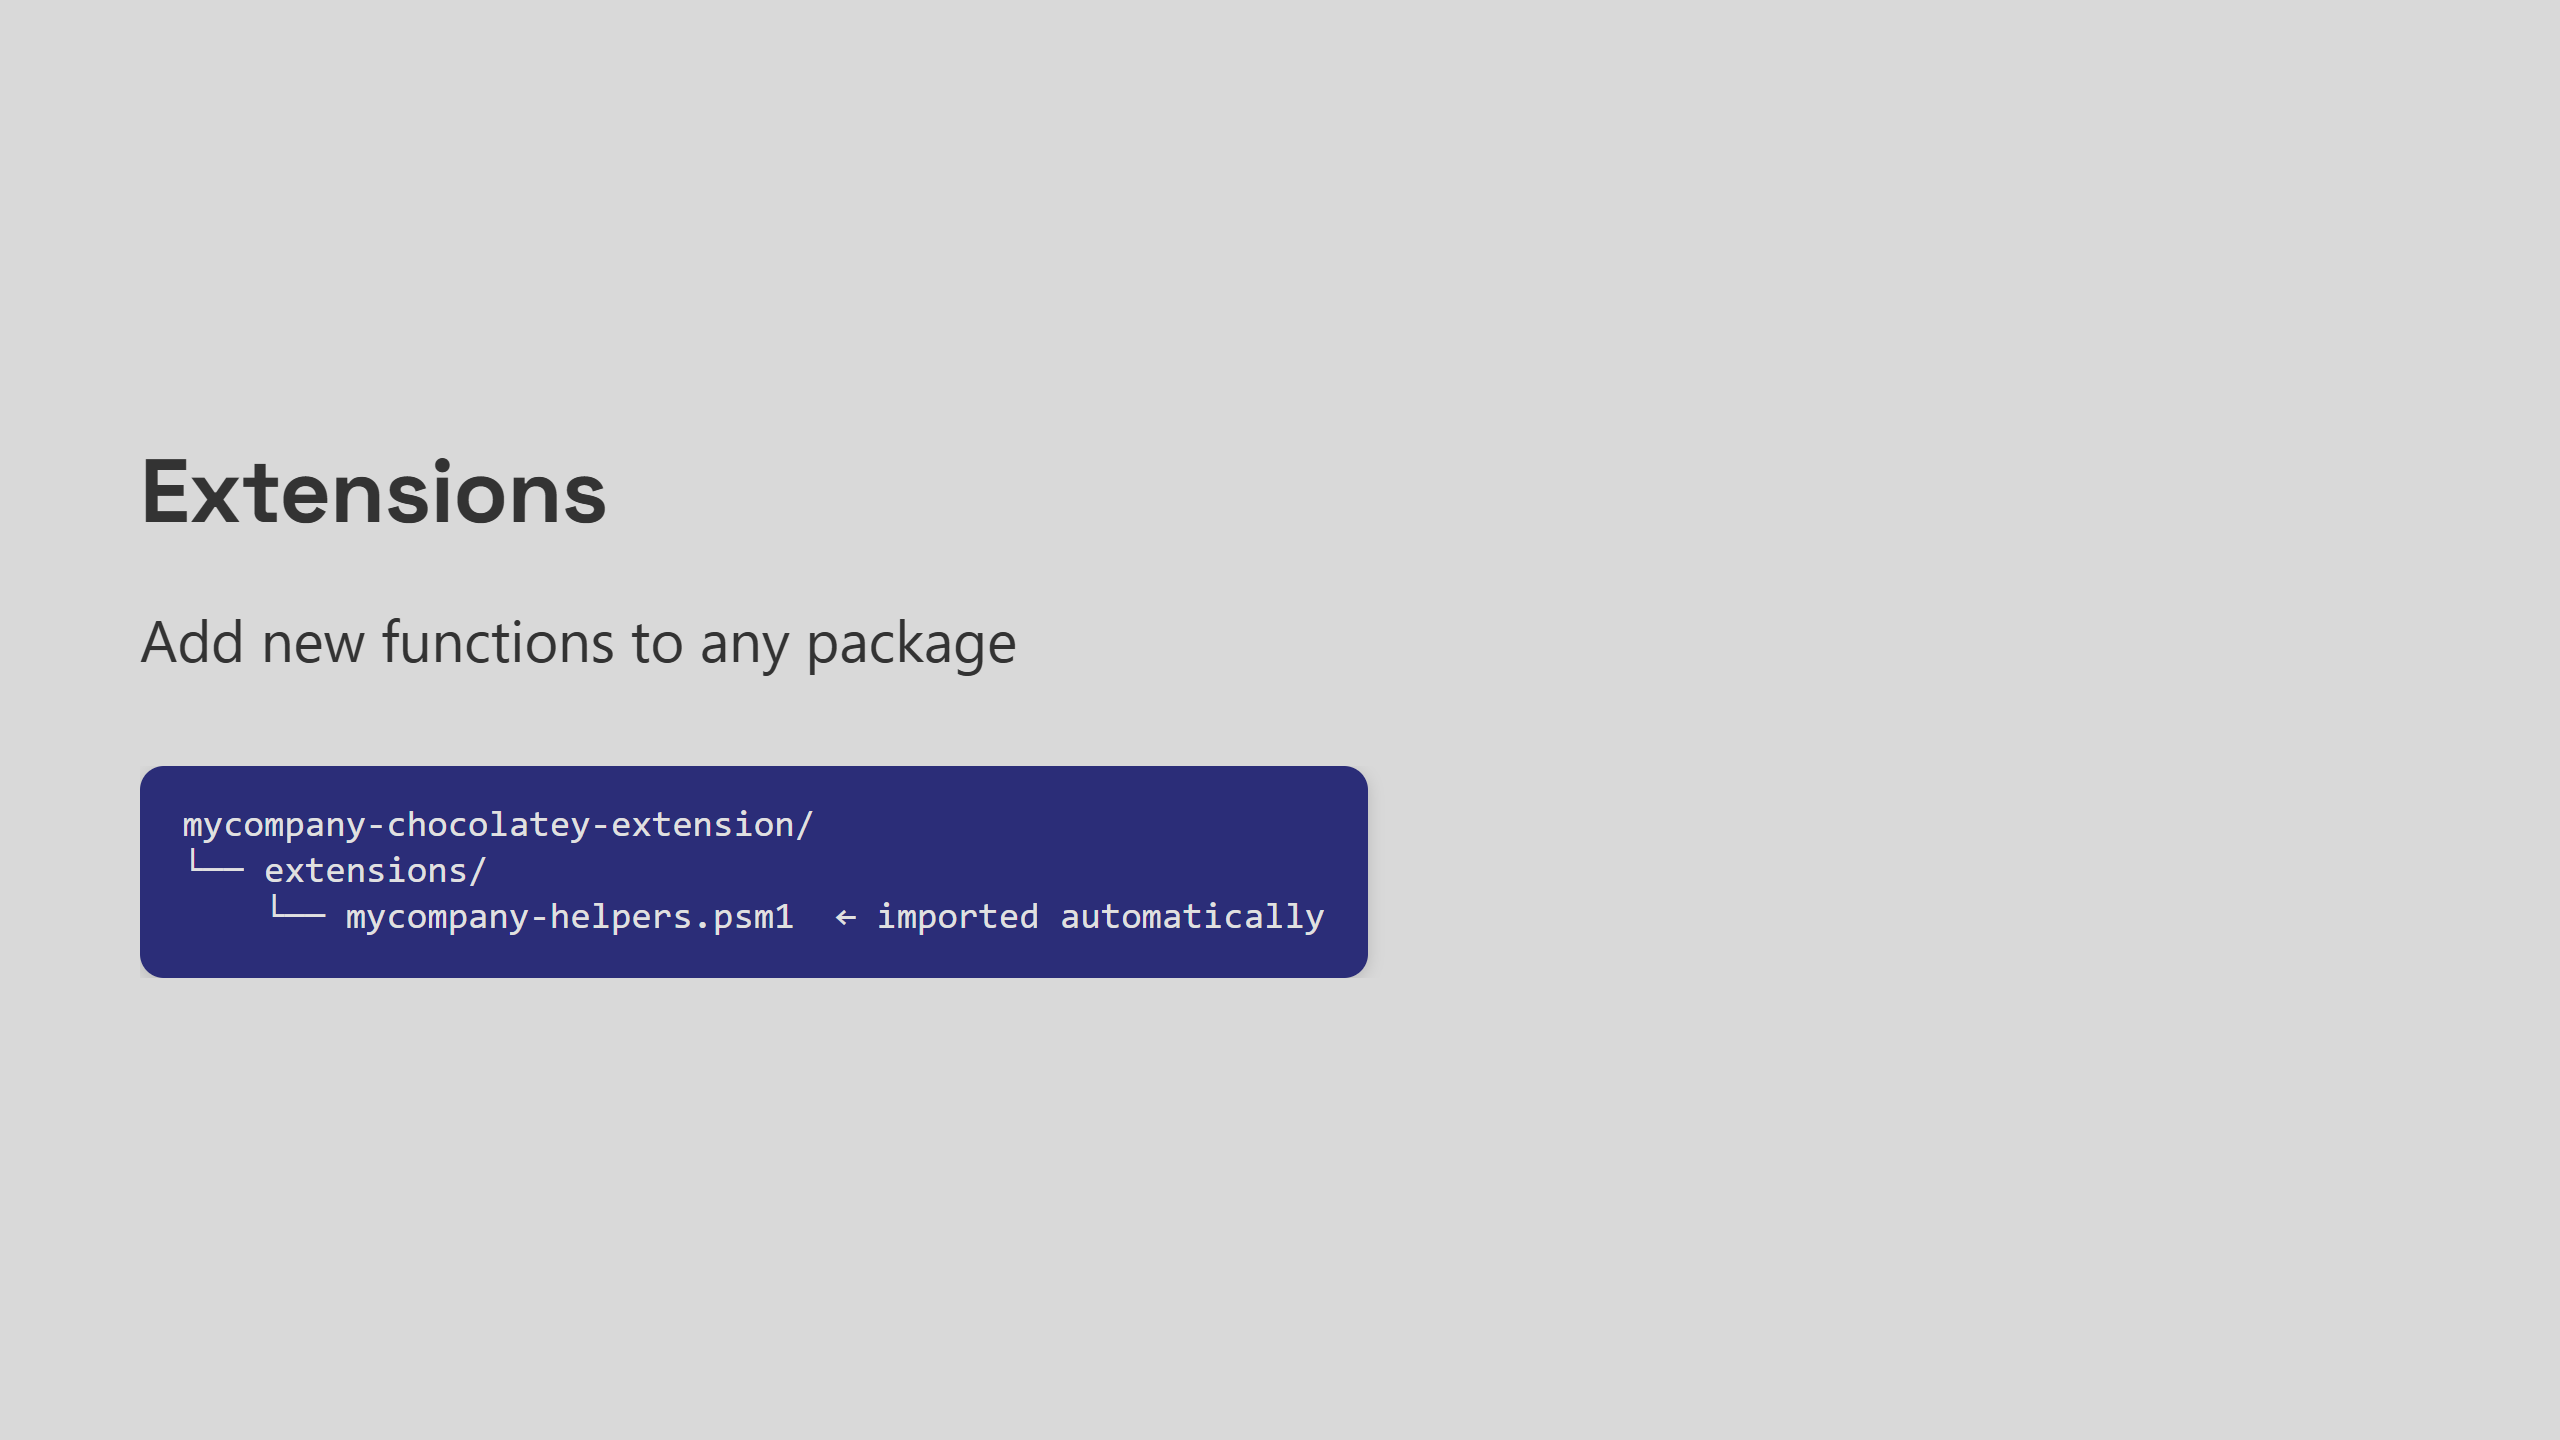 Extensions
Add new functions to any package
mycompany-chocolatey-extension/
└── extensions/
    └── mycompany-helpers.psm1  ← imported automatically